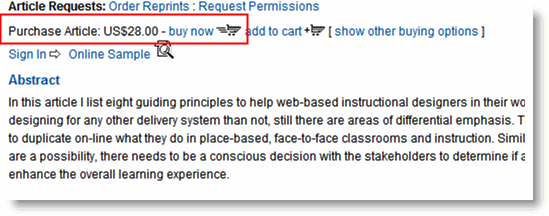 Article Requests: Order Reprints : Request Permissions
Purchase Article: US$28.00 - buy now add to cart [ show other buying options ]
Sign In Online Sample
Abstract
In this article I list eight guiding principles to help web-based instructional designers in their wo
designing for any other delivery system than not, still there are areas of differential emphasis. T
to duplicate on-line what they do in place-based, face-to-face classrooms and instruction. Simil
are a possibility, there needs to be a conscious decision with the stakeholders to determine if a
enhance the overall learning experience.